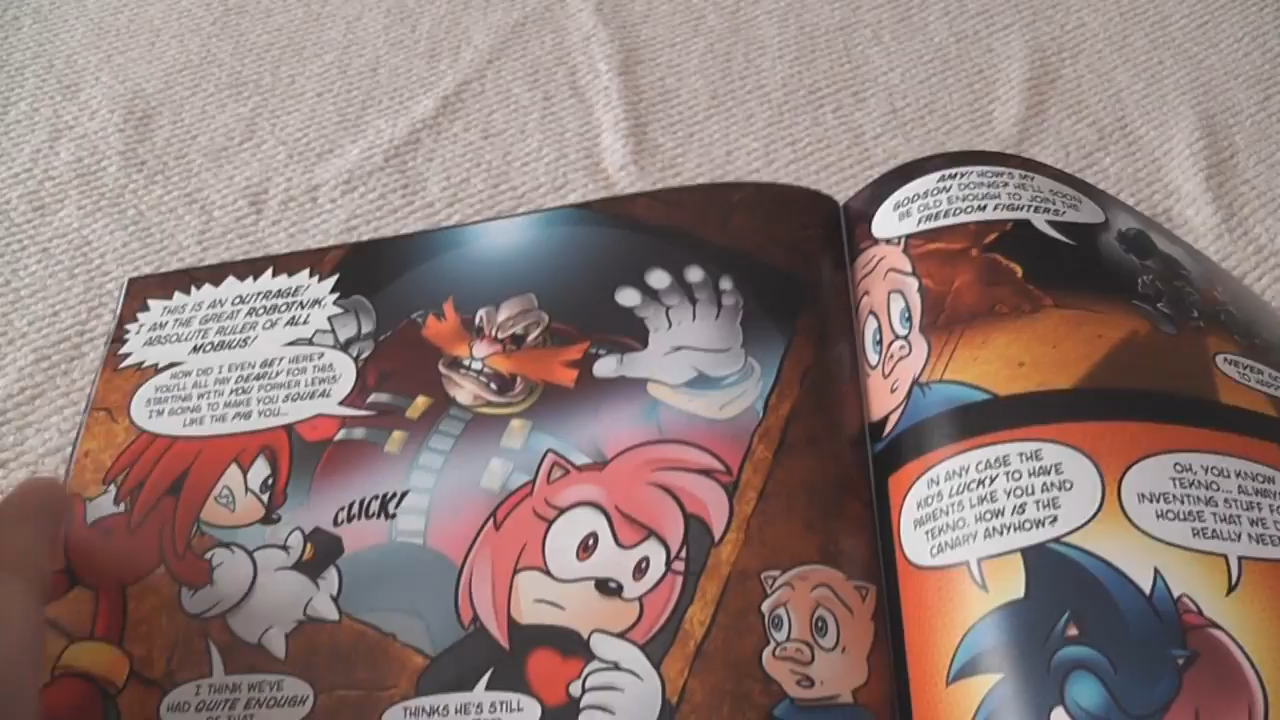 THIS IS AN OUTRAGE!
I AM THE GREAT ROBOTNIK,
ABSOLUTE RULER OF ALL
MOBIUS!
HOW DID I EVEN GET HERE?
YOU'LL ALL PAY DEARLY FOR THIS,
STARTING WITH YOU PORKER LEWIS!
I'M GOING TO MAKE YOU SQUEAL
LIKE THE PIG YOU...
CLICK!
I THINK WE'VE
HAD QUITE ENOUGH
OF THAT
THINKS HE'S STILL
AMY! HOW'S MY
GODSON DOING? HE'LL SOON
BE OLD ENOUGH TO JOIN THE
FREEDOM FIGHTERS!
NEVER
TO
IN ANY CASE THE
KID'S LUCKY TO HAVE
PARENTS LIKE YOU AND
TEKNO. HOW IS THE
CANARY ANYHOW?
OH, YOU KNOW
TEKNO...
INVENTING STUFF
HOUSE THAT WE
REALLY